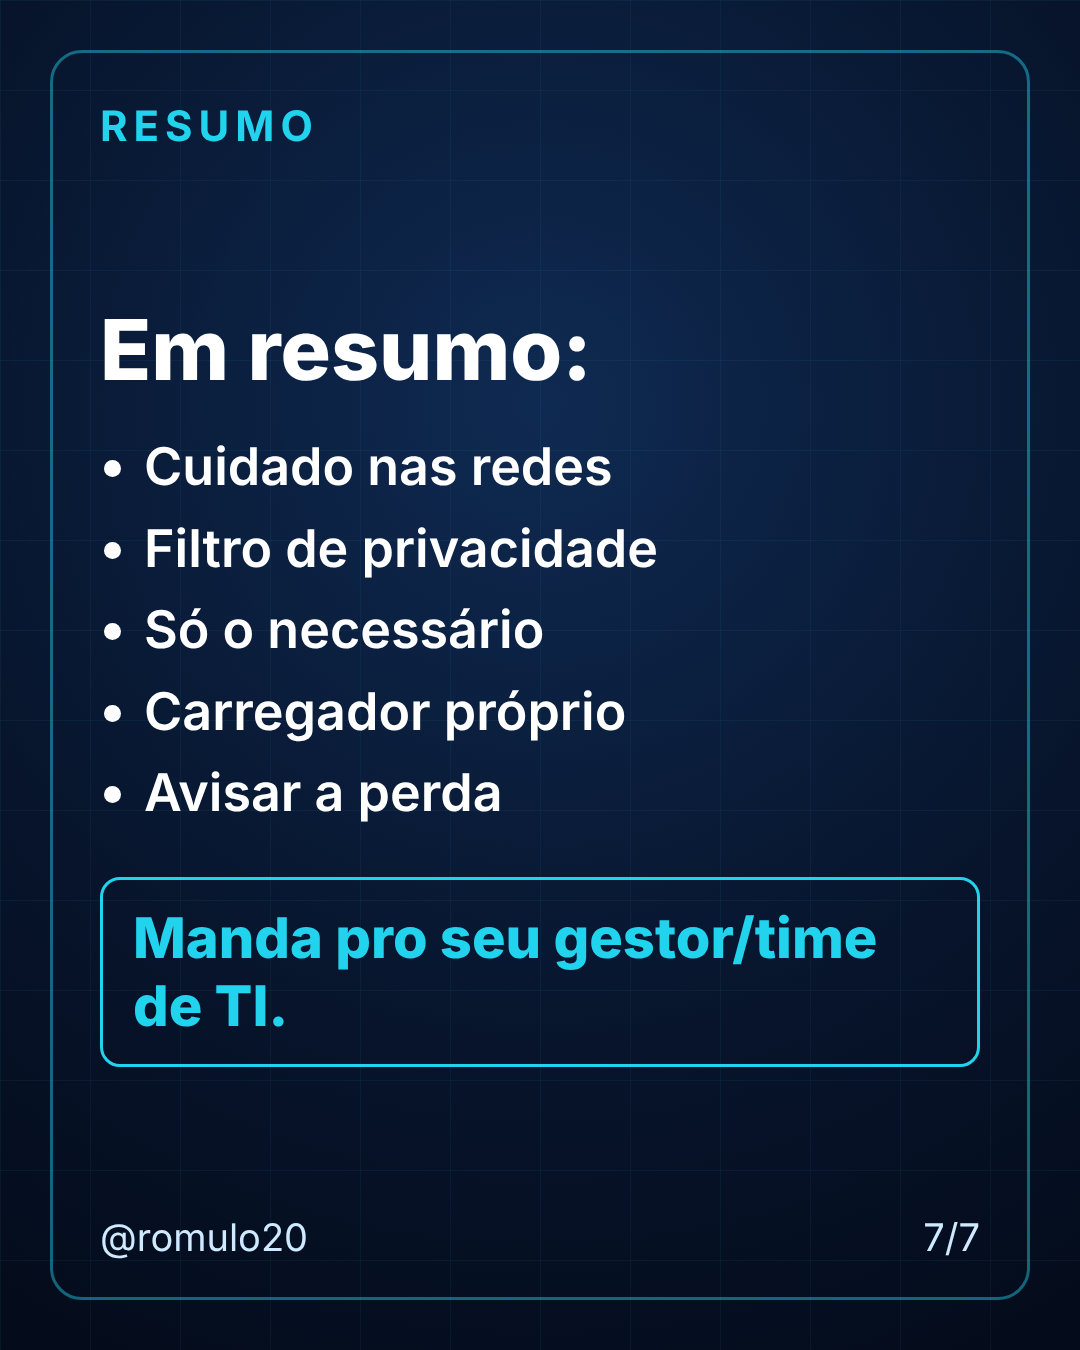 RESUMO
Em resumo:
• Cuidado nas redes
• Filtro de privacidade
• Só o necessário
• Carregador próprio
• Avisar a perda
Manda pro seu gestor/time
de TI.
@romulo20
7/7